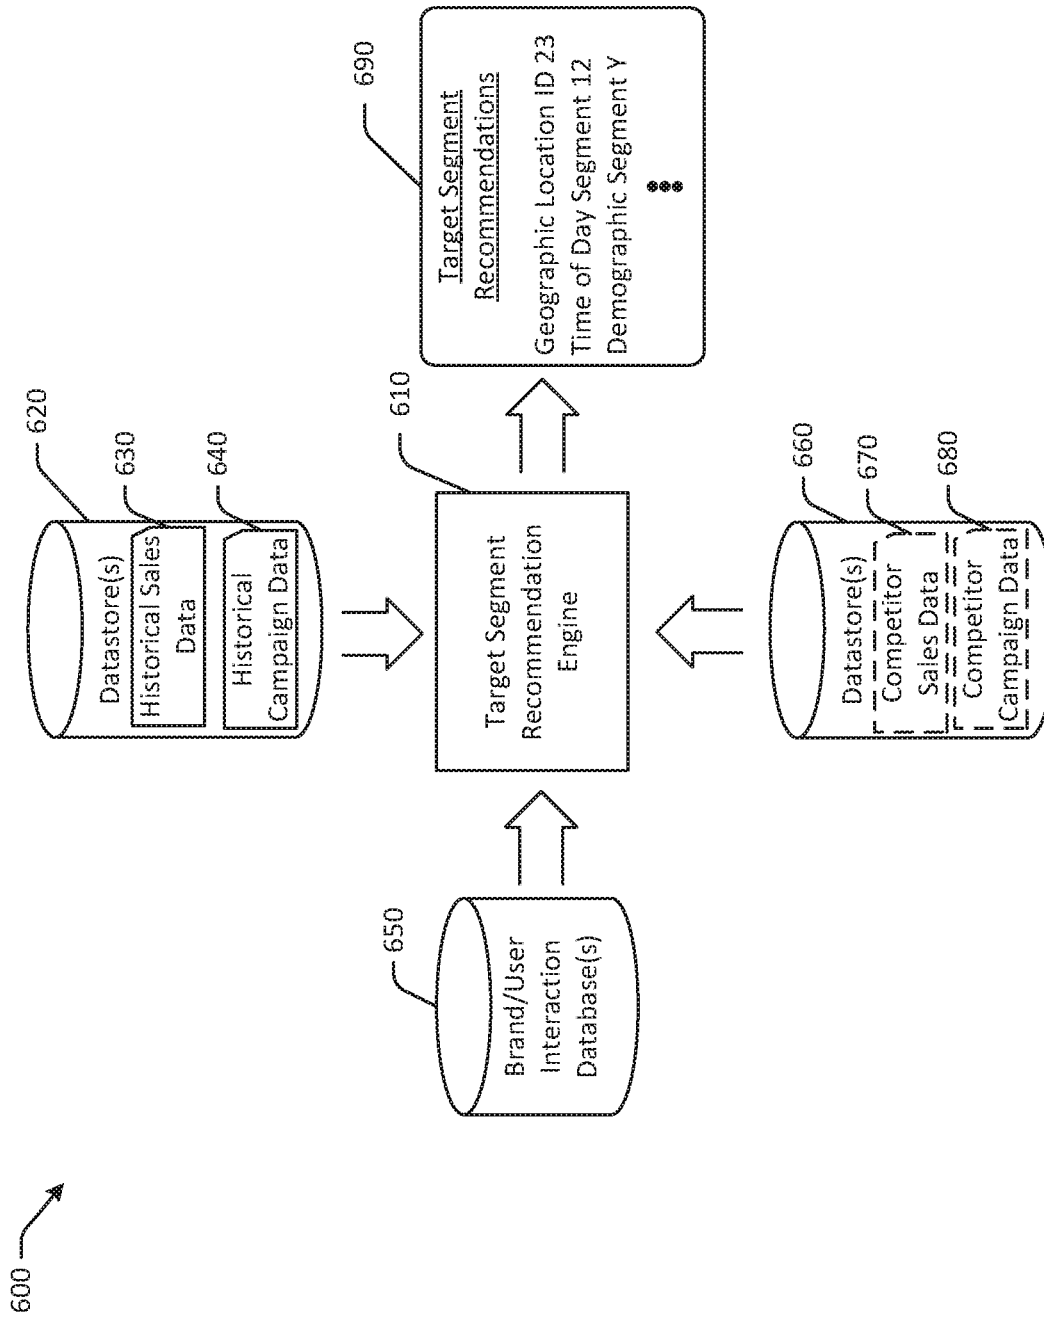 600
620
Datastore(s)
630
Historical Sales
Data
640
Historical
Campaign Data
650
Brand/User
Interaction
Database(s)
610
Target Segment
Recommendation
Engine
690
Target Segment
Recommendations
Geographic Location ID 23
Time of Day Segment 12
Demographic Segment Y
660
Datastore(s)
670
Competitor
Sales Data
680
Competitor
Campaign Data